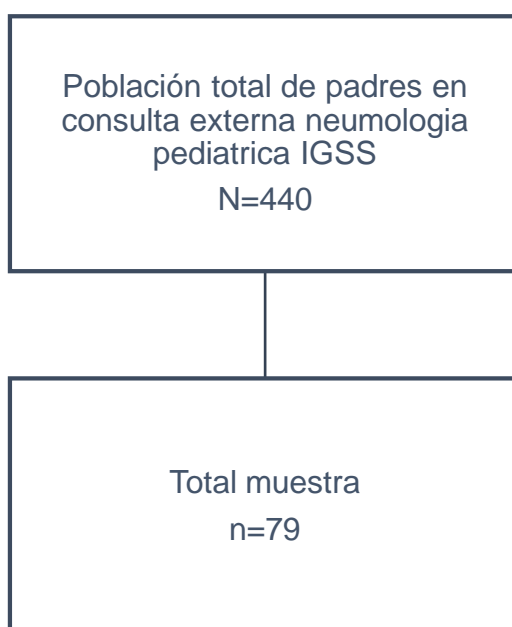 Población total de padres en
consulta externa neumologia
pediatrica IGSS
N=440
Total muestra
n=79